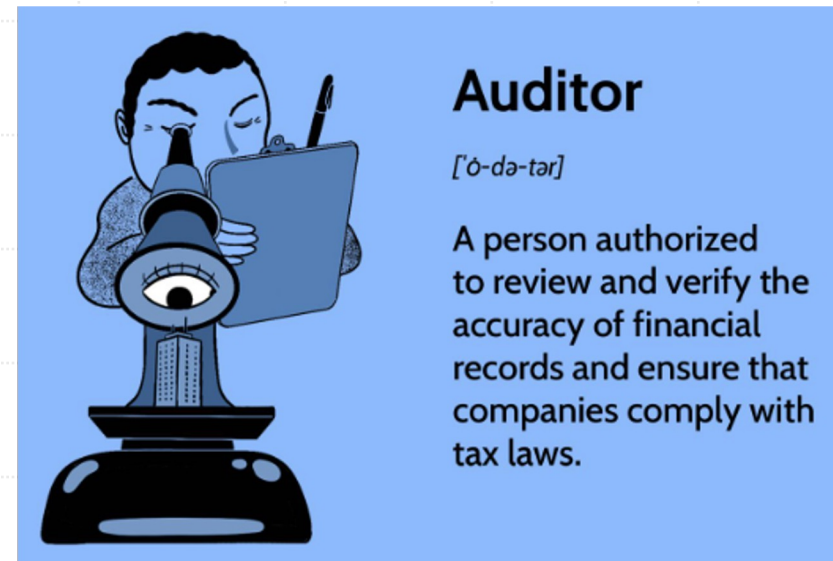 Auditor
[ˈȯ-də-tər]
A person authorized
to review and verify the
accuracy of financial
records and ensure that
companies comply with
tax laws.